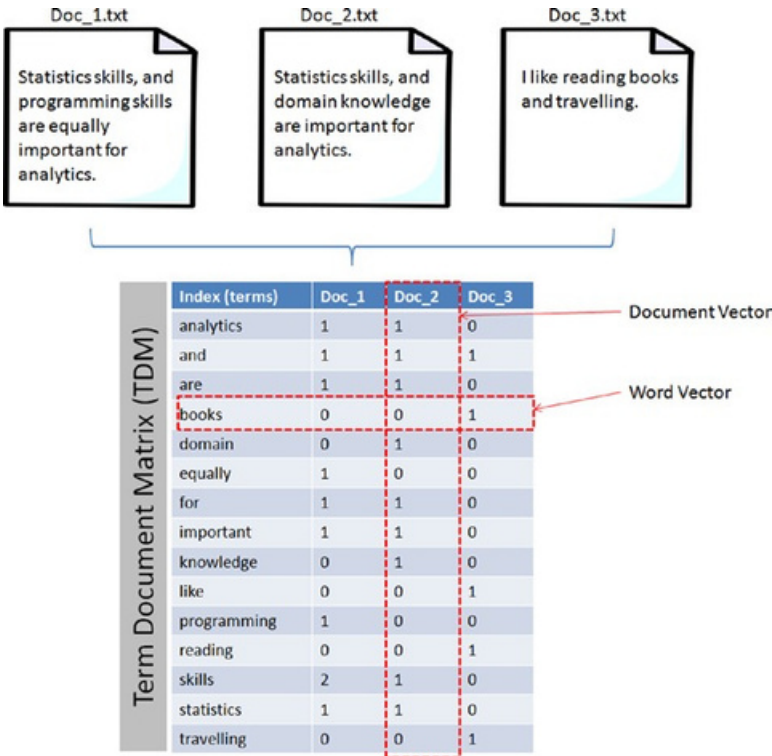 Doc_1.txt
Doc_2.txt
Doc_3.txt
Statistics skills, and
programming skills
are equally
important for
analytics.
Statistics skills, and
domain knowledge
are important for
analytics.
I like reading books
and travelling.
Term Document Matrix (TDM)
Index (terms) Doc_1 Doc_2 Doc_3
analytics 1 1 0
and 1 1 1
are 1 1 0
books 0 0 1
domain 0 1 0
equally 1 0 0
for 1 1 0
important 1 1 0
knowledge 0 1 0
like 0 0 1
programming 1 0 0
reading 0 0 1
skills 2 1 0
statistics 1 1 0
travelling 0 0 1
Document Vector
Word Vector